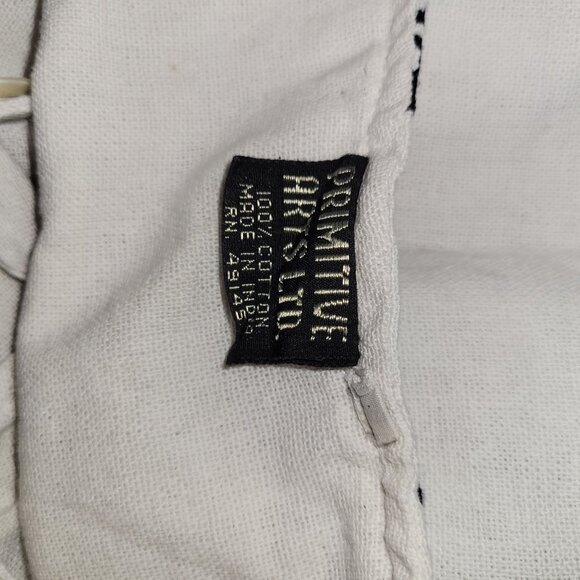 PRIMITIVE
ARTS LTD.
100% COTTON
MADE IN INDIA
RN. 49145